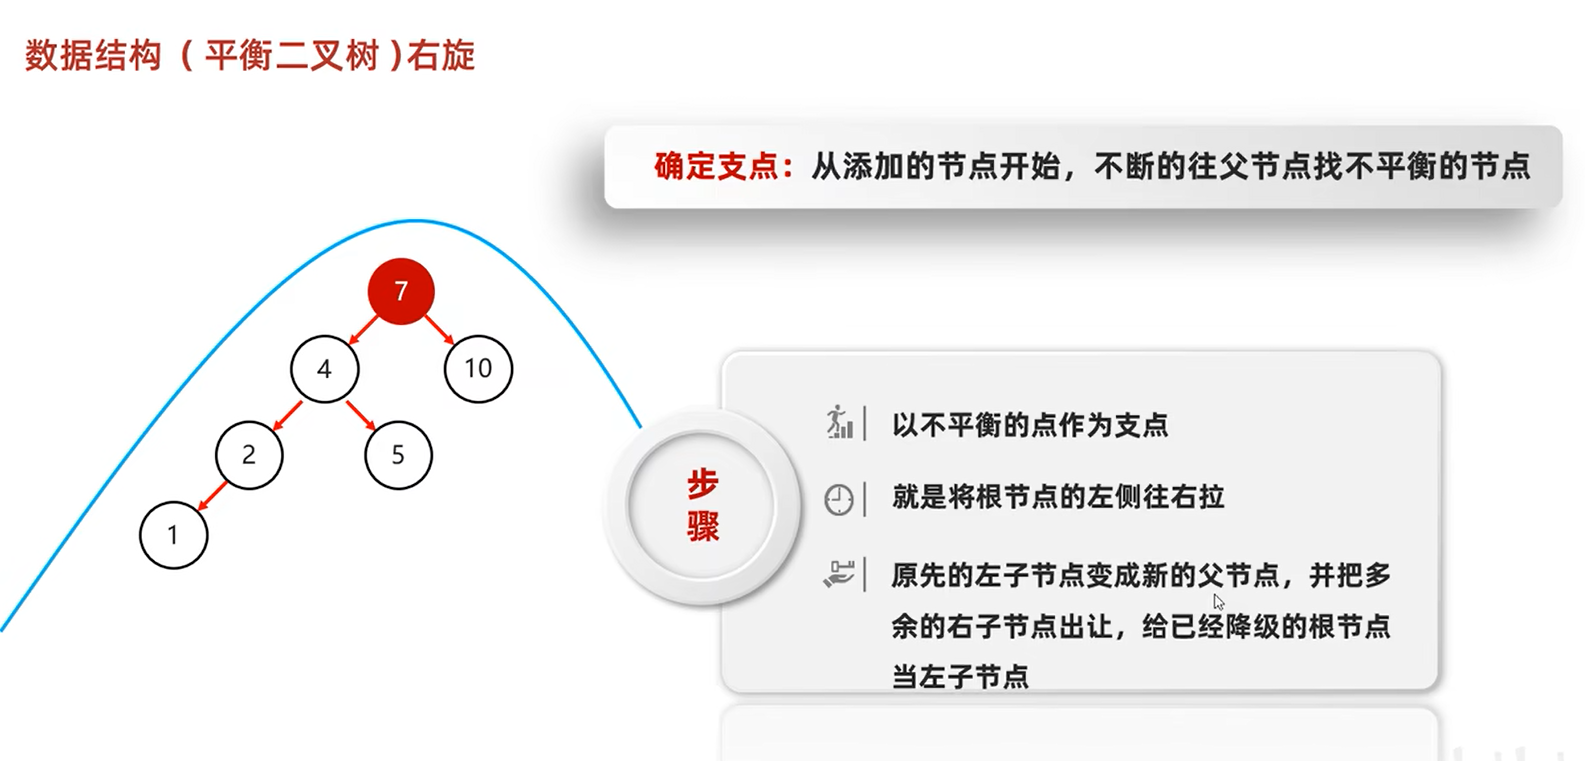 数据结构（平衡二叉树)右旋
确定支点：从添加的节点开始，不断的往父节点找不平衡的节点
7
4
10
2
5
1
步
骤
以不平衡的点作为支点
就是将根节点的左侧往右拉
原先的左子节点变成新的父节点，并把多
余的右子节点出让，给已经降级的根节点
当左子节点